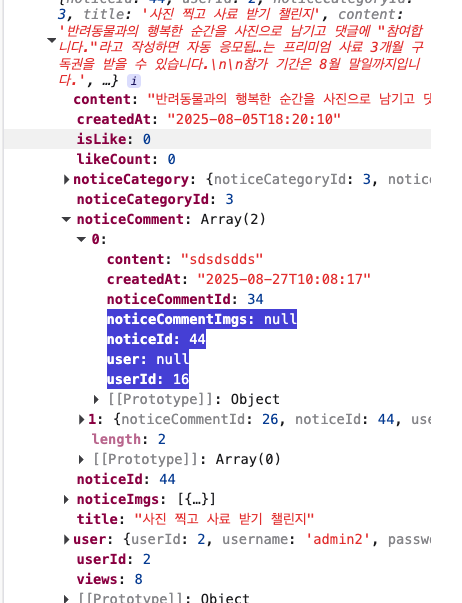 {noticeId: 44, userId: 2, noticeCategoryId:
3, title: '사진 찍고 사료 받기 챌린지', content:
'반려동물과의 행복한 순간을 사진으로 남기고 댓글에 "참여합
니다."라고 작성하면 자동 응모됩…는 프리미엄 사료 3개월 구
독권을 받을 수 있습니다.\n\n참가 기간은 8월 말일까지입니
다.', …} i
content: "반려동물과의 행복한 순간을 사진으로 남기고 댓
createdAt: "2025-08-05T18:20:10"
isLike: 0
likeCount: 0
noticeCategory: {noticeCategoryId: 3, notice
noticeCategoryId: 3
noticeComment: Array(2)
0:
content: "sdsdsdds"
createdAt: "2025-08-27T10:08:17"
noticeCommentId: 34
noticeCommentImgs: null
noticeId: 44
user: null
userId: 16
[[Prototype]]: Object
1: {noticeCommentId: 26, noticeId: 44, use
length: 2
[[Prototype]]: Array(0)
noticeId: 44
noticeImgs: [{…}]
title: "사진 찍고 사료 받기 챌린지"
user: {userId: 2, username: 'admin2', passw
userId: 2
views: 8
[[Prototype]]: Object